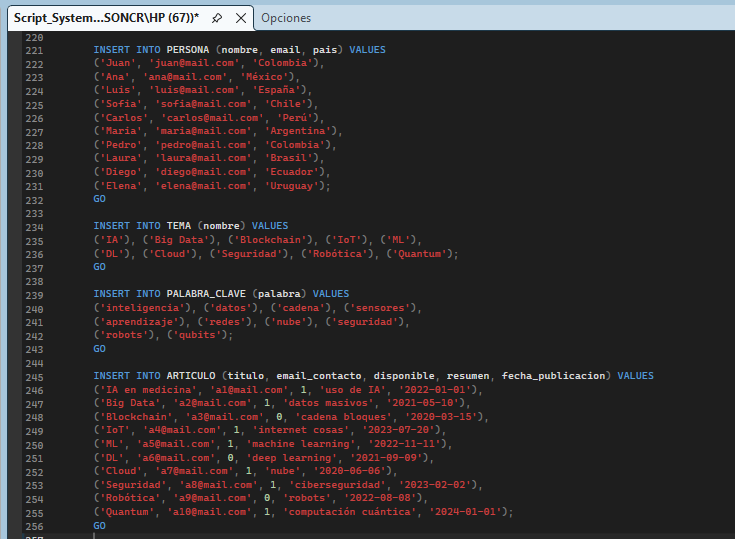 Script_System...SONCR\HP (67))*
Opciones
220
221 INSERT INTO PERSONA (nombre, email, pais) VALUES
222 ('Juan', 'juan@mail.com', 'Colombia'),
223 ('Ana', 'ana@mail.com', 'México'),
224 ('Luis', 'luis@mail.com', 'España'),
225 ('Sofia', 'sofia@mail.com', 'Chile'),
226 ('Carlos', 'carlos@mail.com', 'Perú'),
227 ('Maria', 'maria@mail.com', 'Argentina'),
228 ('Pedro', 'pedro@mail.com', 'Colombia'),
229 ('Laura', 'laura@mail.com', 'Brasil'),
230 ('Diego', 'diego@mail.com', 'Ecuador'),
231 ('Elena', 'elena@mail.com', 'Uruguay');
232 GO
233
234 INSERT INTO TEMA (nombre) VALUES
235 ('IA'), ('Big Data'), ('Blockchain'), ('IoT'), ('ML'),
236 ('DL'), ('Cloud'), ('Seguridad'), ('Robótica'), ('Quantum');
237 GO
238
239 INSERT INTO PALABRA_CLAVE (palabra) VALUES
240 ('inteligencia'), ('datos'), ('cadena'), ('sensores'),
241 ('aprendizaje'), ('redes'), ('nube'), ('seguridad'),
242 ('robots'), ('qubits');
243 GO
244
245 INSERT INTO ARTICULO (titulo, email_contacto, disponible, resumen, fecha_publicacion) VALUES
246 ('IA en medicina', 'a1@mail.com', 1, 'uso de IA', '2022-01-01'),
247 ('Big Data', 'a2@mail.com', 1, 'datos masivos', '2021-05-10'),
248 ('Blockchain', 'a3@mail.com', 0, 'cadena bloques', '2020-03-15'),
249 ('IoT', 'a4@mail.com', 1, 'internet cosas', '2023-07-20'),
250 ('ML', 'a5@mail.com', 1, 'machine learning', '2022-11-11'),
251 ('DL', 'a6@mail.com', 0, 'deep learning', '2021-09-09'),
252 ('Cloud', 'a7@mail.com', 1, 'nube', '2020-06-06'),
253 ('Seguridad', 'a8@mail.com', 1, 'ciberseguridad', '2023-02-02'),
254 ('Robótica', 'a9@mail.com', 0, 'robots', '2022-08-08'),
255 ('Quantum', 'a10@mail.com', 1, 'computación cuántica', '2024-01-01');
256 GO
257